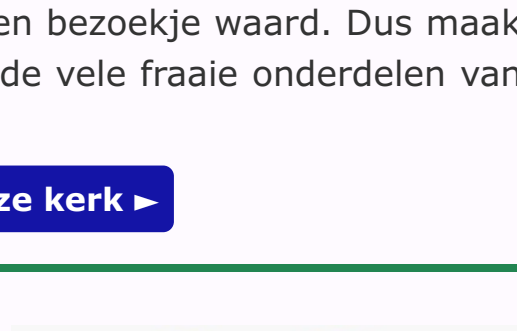 en bezoekje waard. Dus maak
de vele fraaie onderdelen van
ze kerk ►